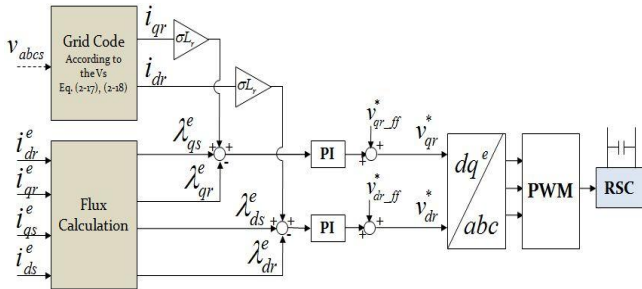 v_abcs
Grid Code
According to
the Vs
Eq. (2-17), (2-18)
i_qr
i_dr
σL_r
σL_r
i^e_dr
i^e_qr
i^e_qs
i^e_ds
Flux
Calculation
λ^e_qs
λ^e_qr
λ^e_ds
λ^e_dr
+ + -
+ + -
PI
PI
v^*_qr_ff
+ +
v^*_qr
v^*_dr_ff
+ +
v^*_dr
dq^e
abc
PWM
RSC